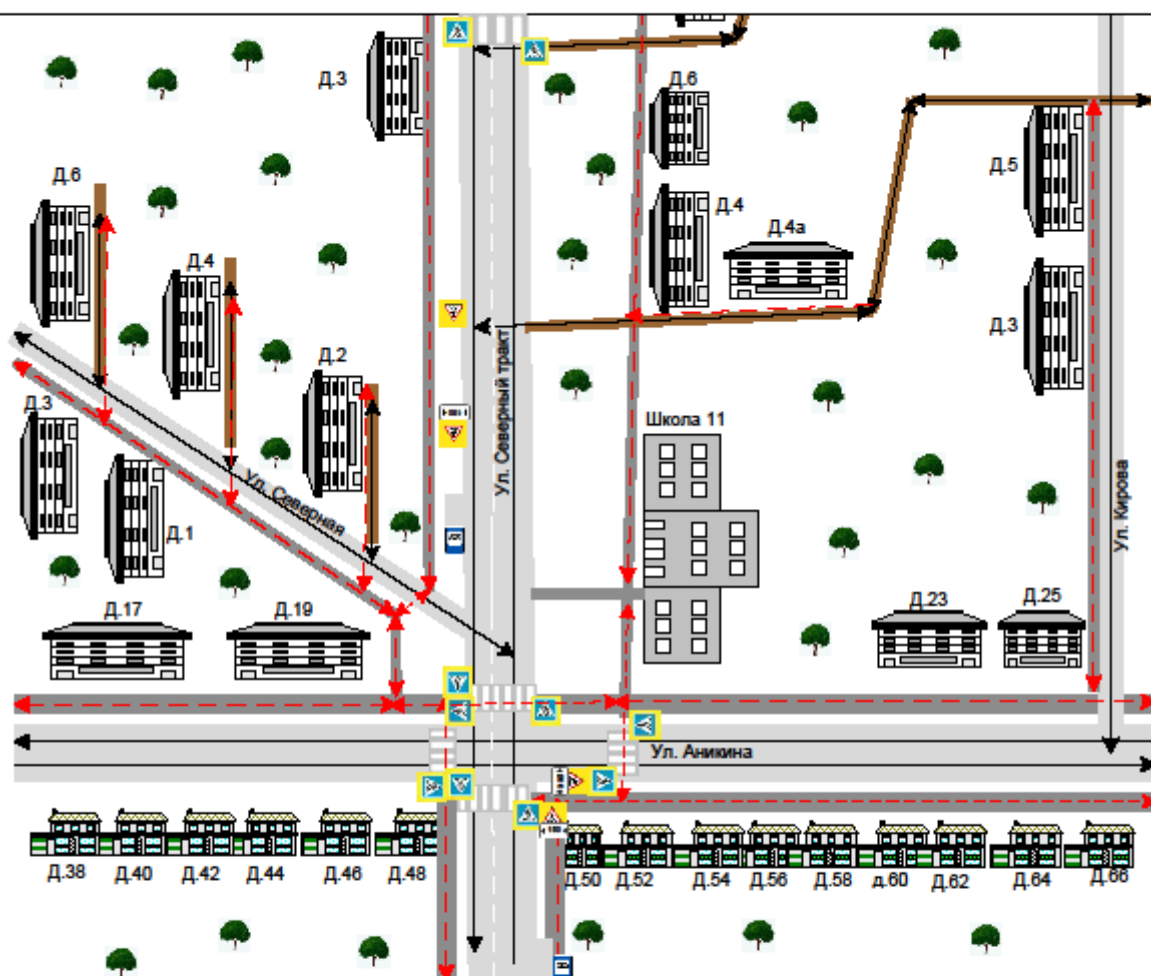 Д.3
Д.6
Д.6
Д.5
Д.4
Д.4а
Д.4
Д.3
Д.2
Ул. Северный тракт
Д.3
Школа 11
Ул. Северная
Ул. Кирова
Д.1
Д.17
Д.19
Д.23
Д.25
Ул. Аникина
Д.38
Д.40
Д.42
Д.44
Д.46
Д.48
Д.50
Д.52
Д.54
Д.56
Д.58
д.60
Д.62
Д.64
Д.66